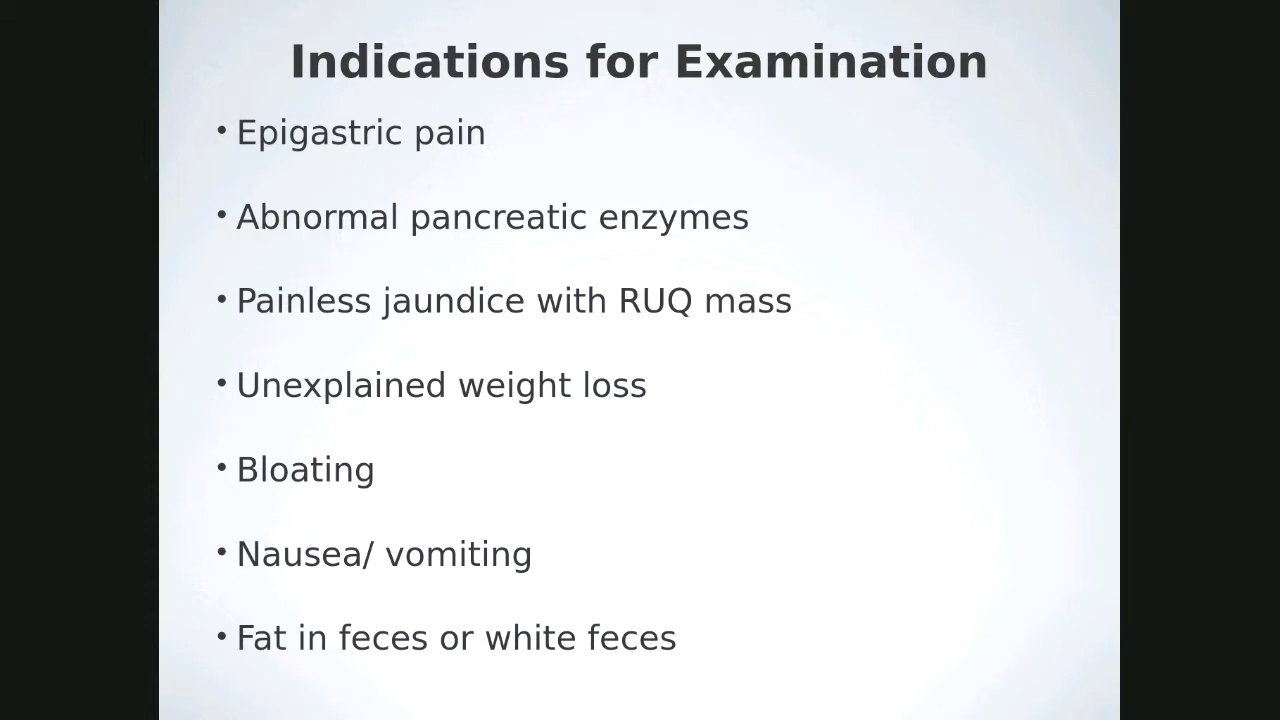 Indications for Examination
• Epigastric pain
• Abnormal pancreatic enzymes
• Painless jaundice with RUQ mass
• Unexplained weight loss
• Bloating
• Nausea/ vomiting
• Fat in feces or white feces